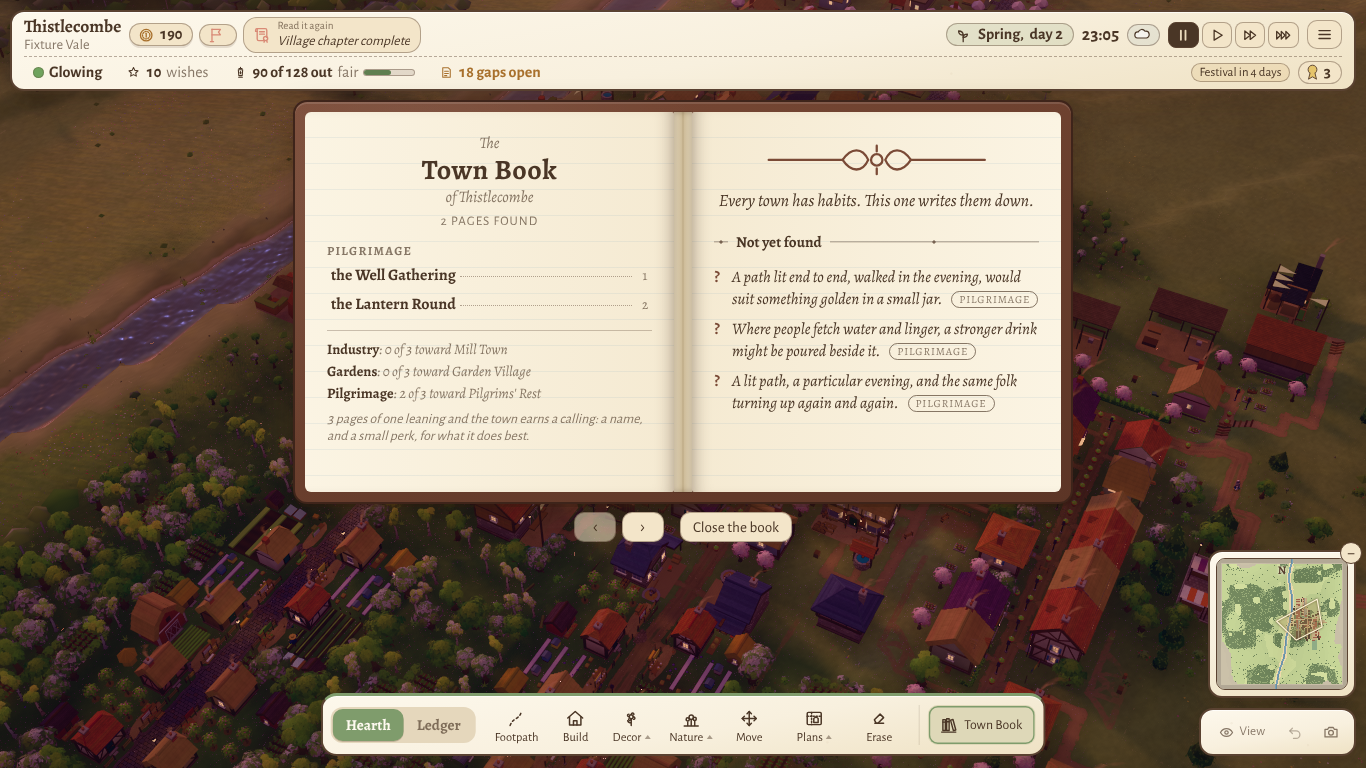 Thistlecombe
Fixture Vale
190
Read it again
Village chapter complete
Spring, day 2
23:05
Glowing
10 wishes
90 of 128 out fair
18 gaps open
Festival in 4 days
3
The
Town Book
of Thistlecombe
2 PAGES FOUND
PILGRIMAGE
the Well Gathering 1
the Lantern Round 2
Industry: 0 of 3 toward Mill Town
Gardens: 0 of 3 toward Garden Village
Pilgrimage: 2 of 3 toward Pilgrims' Rest
3 pages of one leaning and the town earns a calling: a name,
and a small perk, for what it does best.
Every town has habits. This one writes them down.
Not yet found
? A path lit end to end, walked in the evening, would
suit something golden in a small jar. PILGRIMAGE
? Where people fetch water and linger, a stronger drink
might be poured beside it. PILGRIMAGE
? A lit path, a particular evening, and the same folk
turning up again and again. PILGRIMAGE
‹ › Close the book
N
Hearth
Ledger
Footpath
Build
Decor
Nature
Move
Plans
Erase
Town Book
View